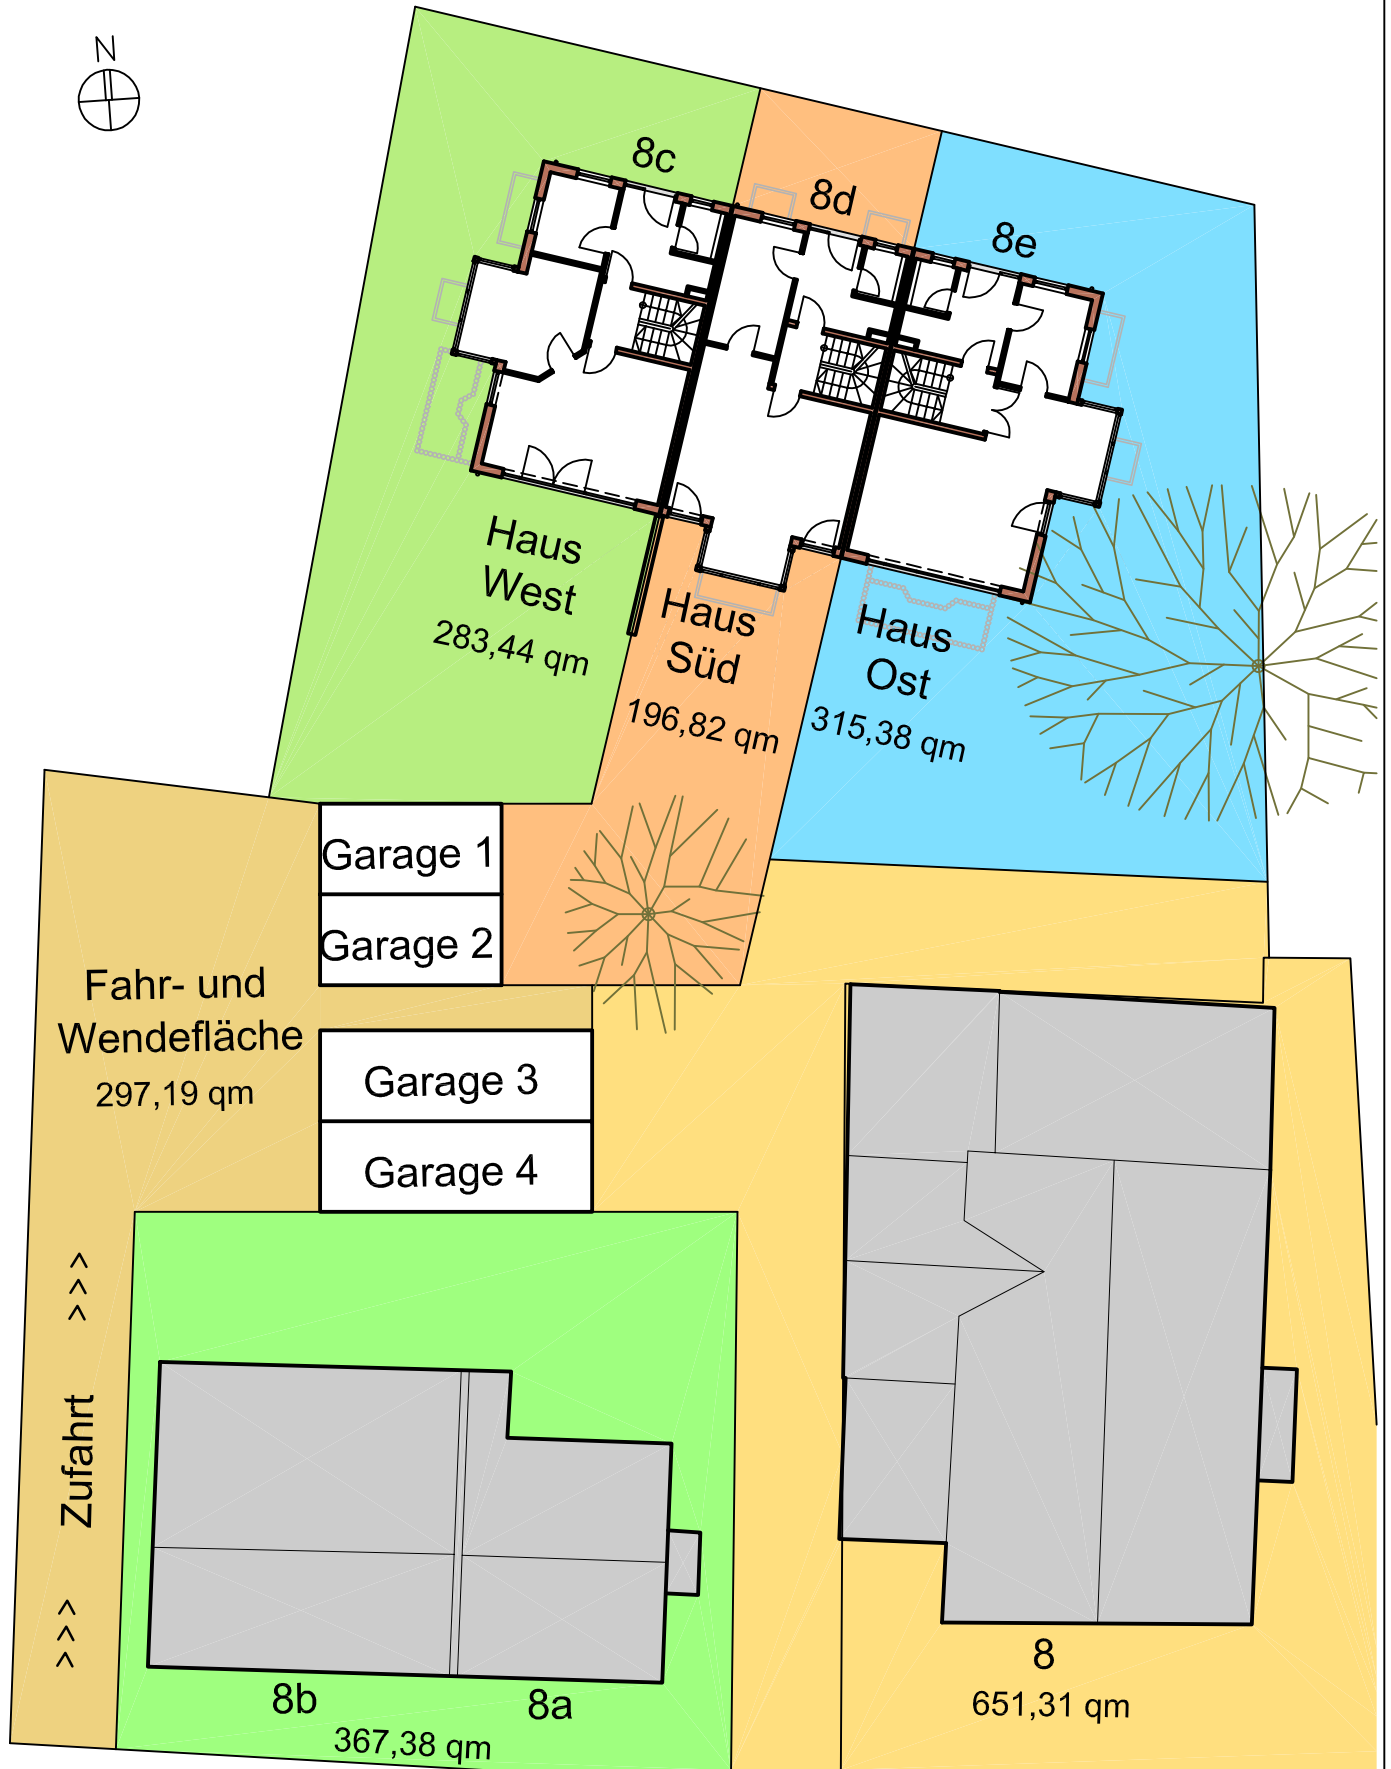 N
8c
8d
8e
Haus
West
283,44 qm
Haus
Süd
196,82 qm
Haus
Ost
315,38 qm
Garage 1
Garage 2
Fahr- und
Wendefläche
297,19 qm
Garage 3
Garage 4
>>>
Zufahrt
>>>
8b
8a
367,38 qm
8
651,31 qm